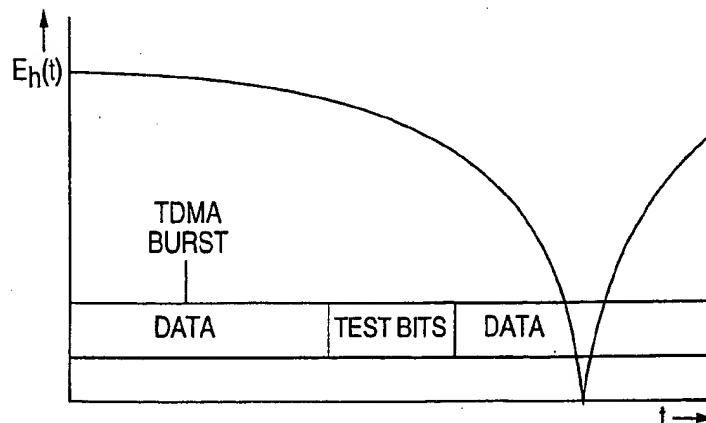 Eh(t)
TDMA
BURST
DATA
TEST BITS
DATA
t